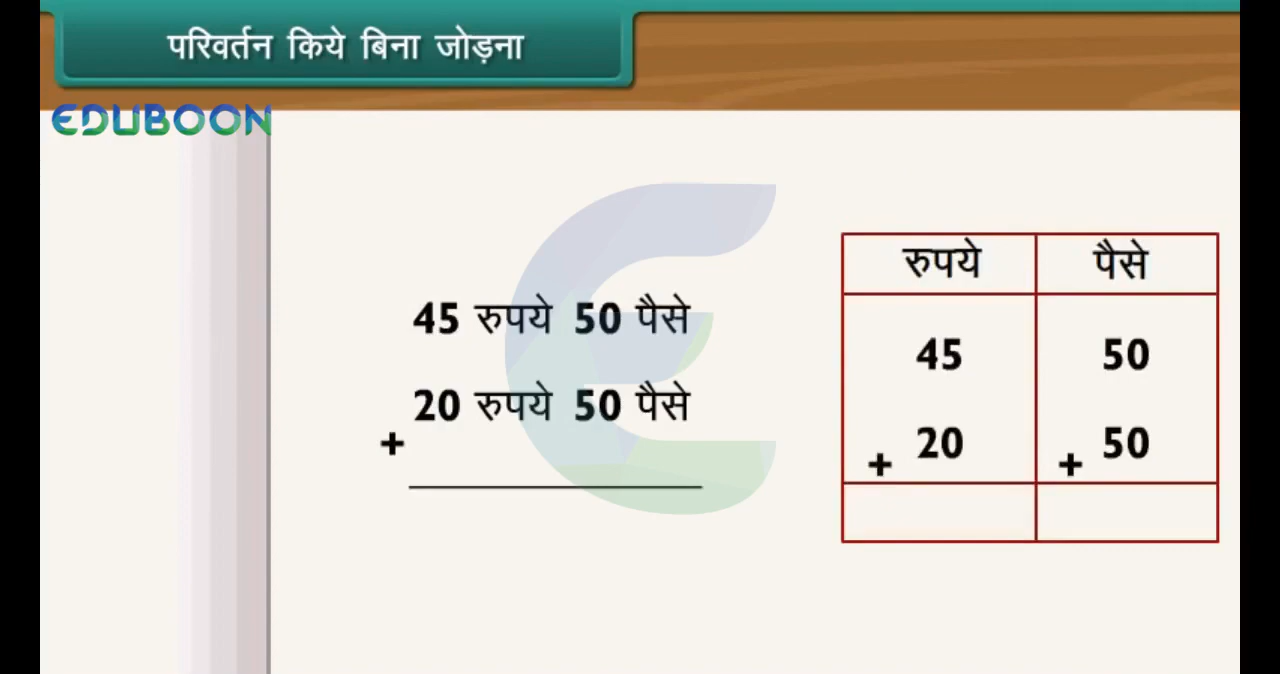 परिवर्तन किये बिना जोड़ना
EDUBOON
45 रुपये 50 पैसे
20 रुपये 50 पैसे
+
रुपये पैसे
45 50
+ 20 + 50